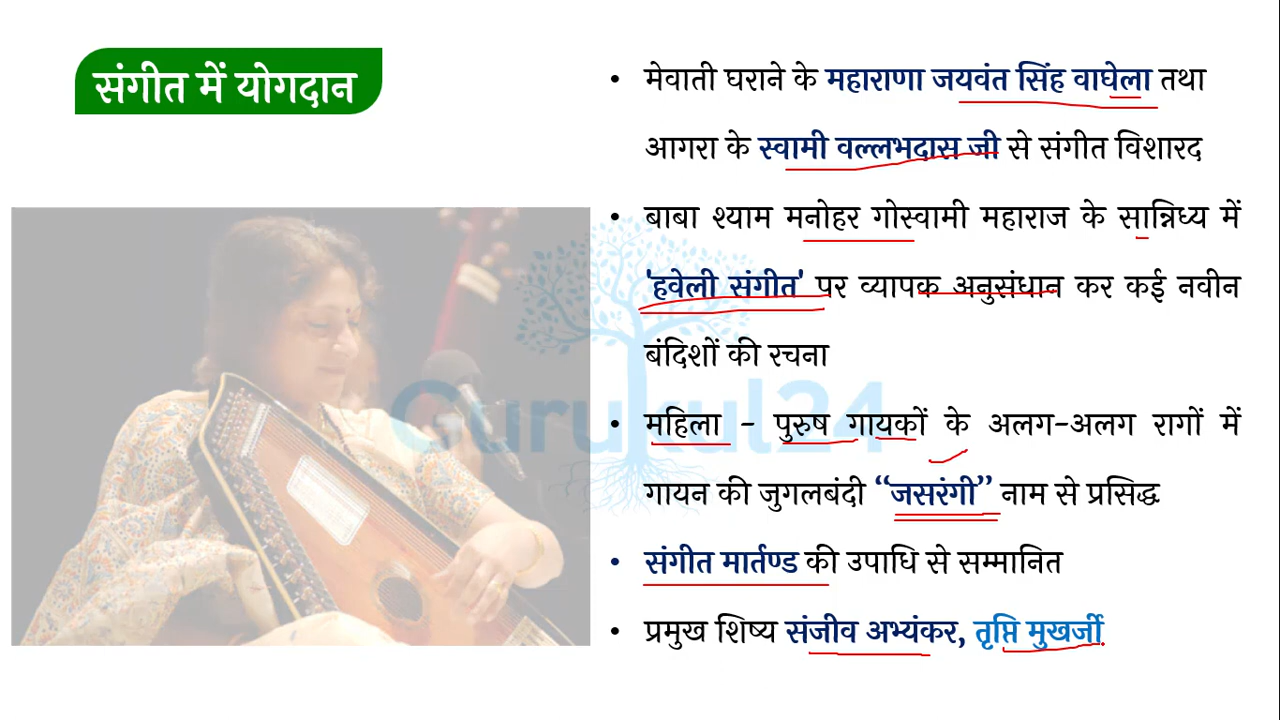 संगीत में योगदान
• मेवाती घराने के महाराणा जयवंत सिंह वाघेला तथा
आगरा के स्वामी वल्लभदास जी से संगीत विशारद
• बाबा श्याम मनोहर गोस्वामी महाराज के सान्निध्य में
'हवेली संगीत' पर व्यापक अनुसंधान कर कई नवीन
बंदिशों की रचना
• महिला - पुरुष गायकों के अलग-अलग रागों में
गायन की जुगलबंदी “जसरंगी” नाम से प्रसिद्ध
• संगीत मार्तण्ड की उपाधि से सम्मानित
• प्रमुख शिष्य संजीव अभ्यंकर, तृप्ति मुखर्जी
Gurukul24